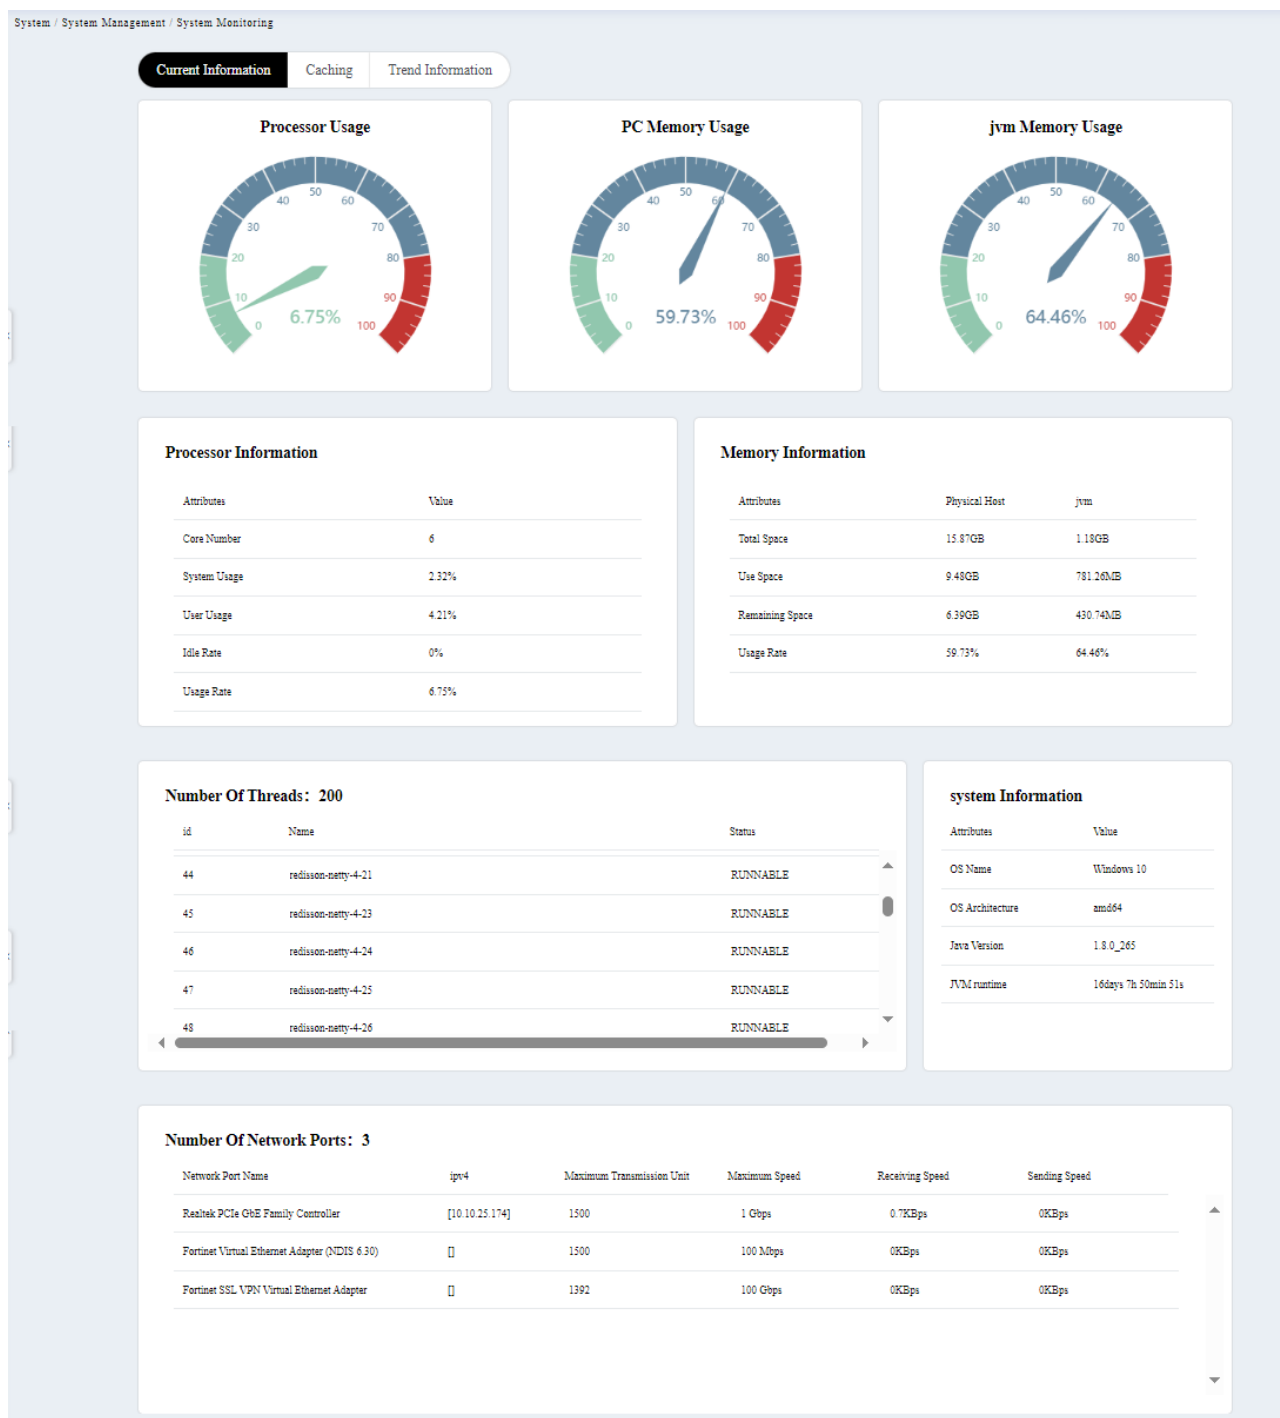 System / System Management / System Monitoring
Current Information Caching Trend Information
Processor Usage
0 10 20 30 40 50 60 70 80 90 100
6.75%
PC Memory Usage
0 10 20 30 40 50 60 70 80 90 100
59.73%
jvm Memory Usage
0 10 20 30 40 50 60 70 80 90 100
64.46%
Processor Information
Attributes Value
Core Number 6
System Usage 2.32%
User Usage 4.21%
Idle Rate 0%
Usage Rate 6.75%
Memory Information
Attributes Physical Host jvm
Total Space 15.87GB 1.18GB
Use Space 9.48GB 781.26MB
Remaining Space 6.39GB 430.74MB
Usage Rate 59.73% 64.46%
Number Of Threads: 200
id Name Status
44 redisson-netty-4-21 RUNNABLE
45 redisson-netty-4-23 RUNNABLE
46 redisson-netty-4-24 RUNNABLE
47 redisson-netty-4-25 RUNNABLE
48 redisson-netty-4-26 RUNNABLE
system Information
Attributes Value
OS Name Windows 10
OS Architecture amd64
Java Version 1.8.0_265
JVM runtime 16days 7h 50min 51s
Number Of Network Ports: 3
Network Port Name ipv4 Maximum Transmission Unit Maximum Speed Receiving Speed Sending Speed
Realtek PCIe GbE Family Controller [10.10.25.174] 1500 1 Gbps 0.7KBps 0KBps
Fortinet Virtual Ethernet Adapter (NDIS 6.30) [] 1500 100 Mbps 0KBps 0KBps
Fortinet SSL VPN Virtual Ethernet Adapter [] 1392 100 Gbps 0KBps 0KBps